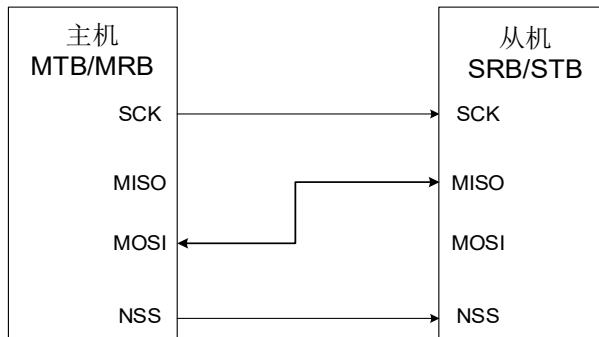 主机
MTB/MRB
SCK
MISO
MOSI
NSS
从机
SRB/STB
SCK
MISO
MOSI
NSS